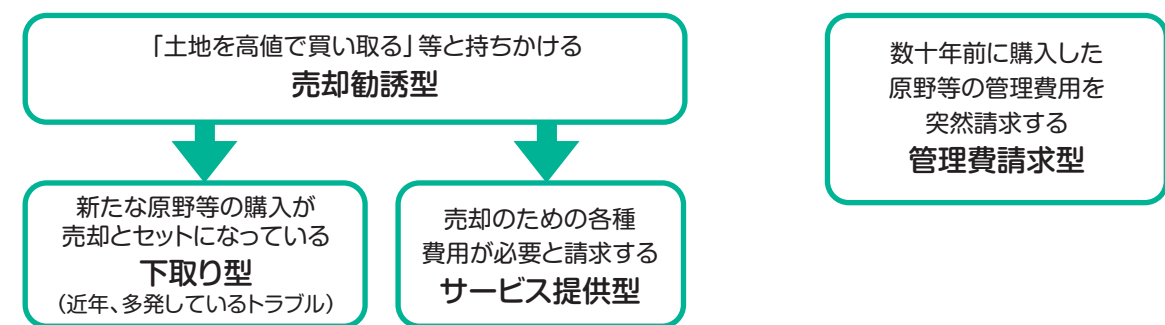 「土地を高値で買い取る」等と持ちかける
売却勧誘型
数十年前に購入した
原野等の管理費用を
突然請求する
管理費請求型
新たな原野等の購入が
売却とセットになっている
下取り型
(近年、多発しているトラブル)
売却のための各種
費用が必要と請求する
サービス提供型